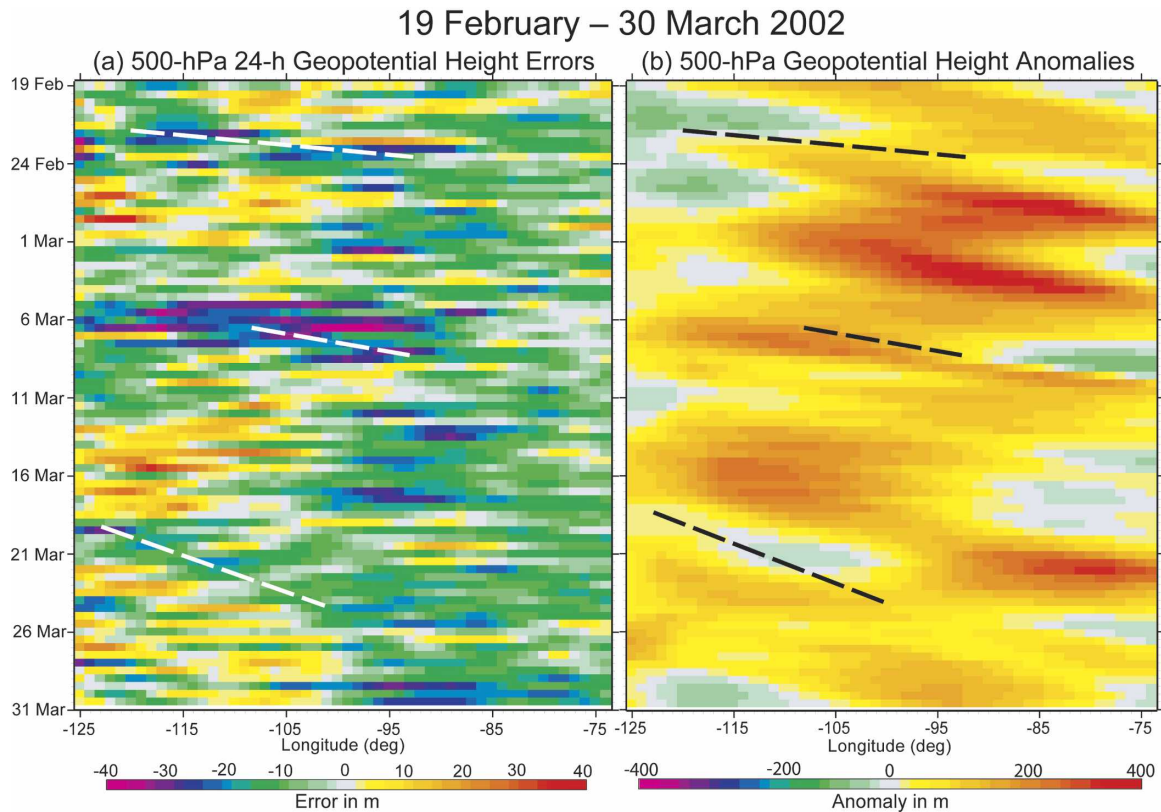 19 February – 30 March 2002
(a) 500-hPa 24-h Geopotential Height Errors
(b) 500-hPa Geopotential Height Anomalies
19 Feb
24 Feb
1 Mar
6 Mar
11 Mar
16 Mar
21 Mar
26 Mar
31 Mar
-125 -115 -105 -95 -85 -75
-125 -115 -105 -95 -85 -75
Longitude (deg)
Longitude (deg)
-40 -30 -20 -10 0 10 20 30 40
Error in m
-400 -200 0 200 400
Anomaly in m